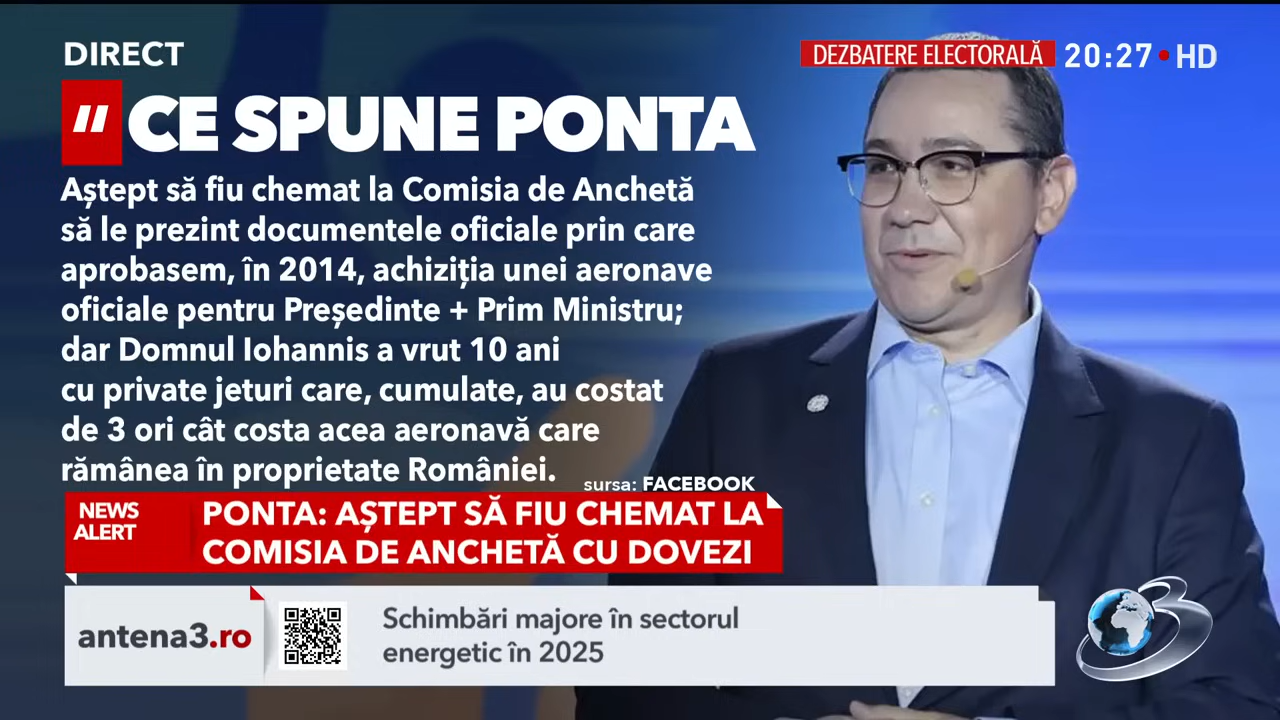 DIRECT
DEZBATERE ELECTORALĂ
20:27 • HD
" CE SPUNE PONTA
Aștept să fiu chemat la Comisia de Anchetă
să le prezint documentele oficiale prin care
aprobasem, în 2014, achiziția unei aeronave
oficiale pentru Președinte + Prim Ministru;
dar Domnul Iohannis a vrut 10 ani
cu private jeturi care, cumulate, au costat
de 3 ori cât costa acea aeronavă care
rămânea în proprietate României.
sursa: FACEBOOK
NEWS
ALERT
PONTA: AȘTEPT SĂ FIU CHEMAT LA
COMISIA DE ANCHETĂ CU DOVEZI
antena3.ro
Schimbări majore în sectorul
energetic în 2025
3